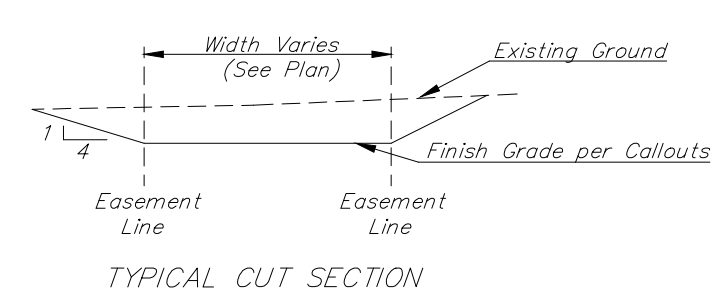 Width Varies
(See Plan)
Existing Ground
1
4
Finish Grade per Callouts
Easement
Line
Easement
Line
TYPICAL CUT SECTION